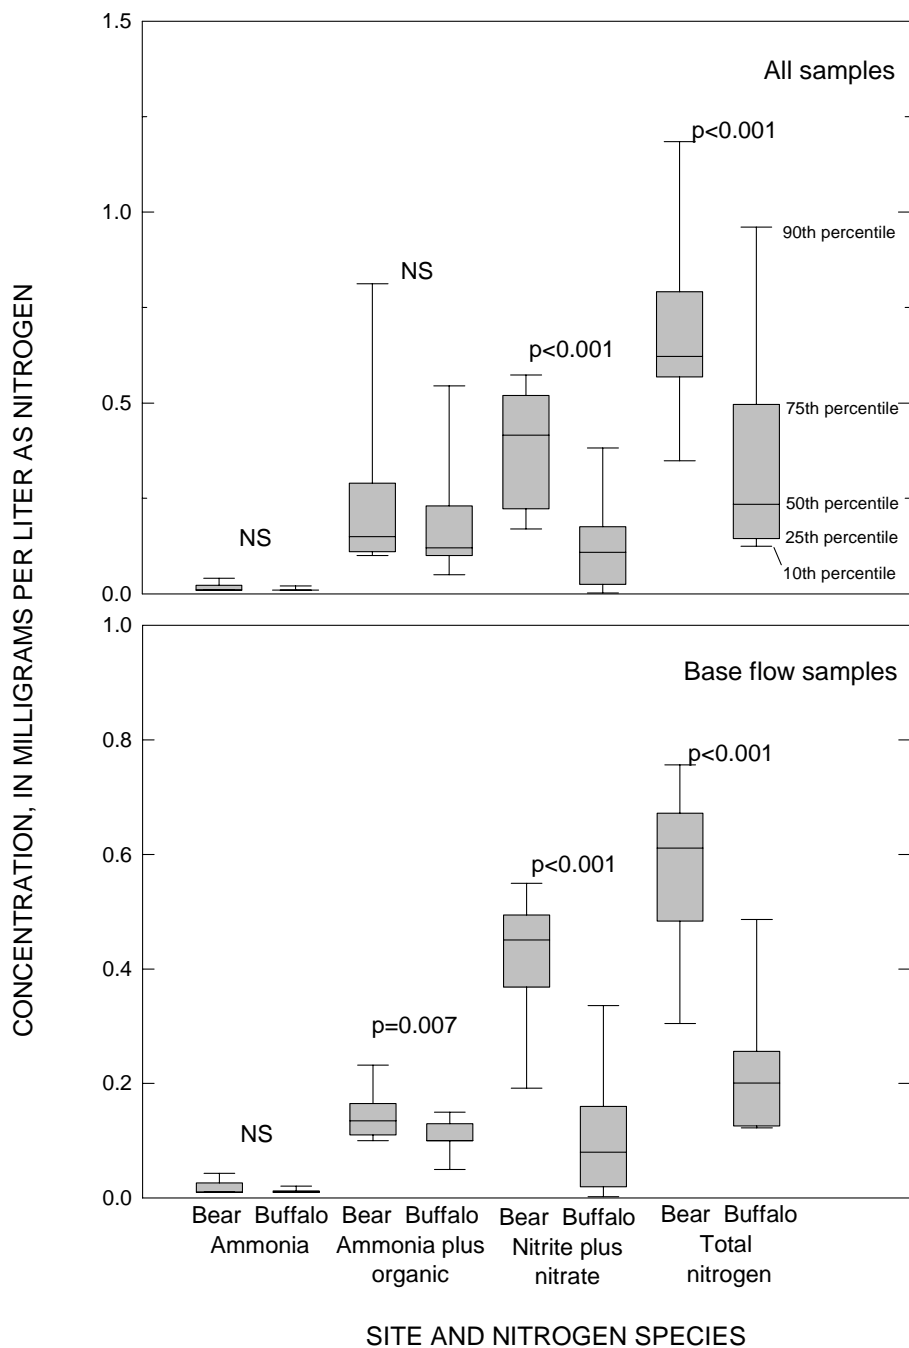 CONCENTRATION, IN MILLIGRAMS PER LITER AS NITROGEN
1.5
1.0
0.5
0.0
All samples
p<0.001
90th percentile
NS
p<0.001
75th percentile
50th percentile
NS
25th percentile
10th percentile
1.0
0.8
0.6
0.4
0.2
0.0
Base flow samples
p<0.001
p<0.001
p=0.007
NS
Bear Buffalo Bear Buffalo Bear Buffalo Bear Buffalo
Ammonia
Ammonia plus
organic
Nitrite plus
nitrate
Total
nitrogen
SITE AND NITROGEN SPECIES